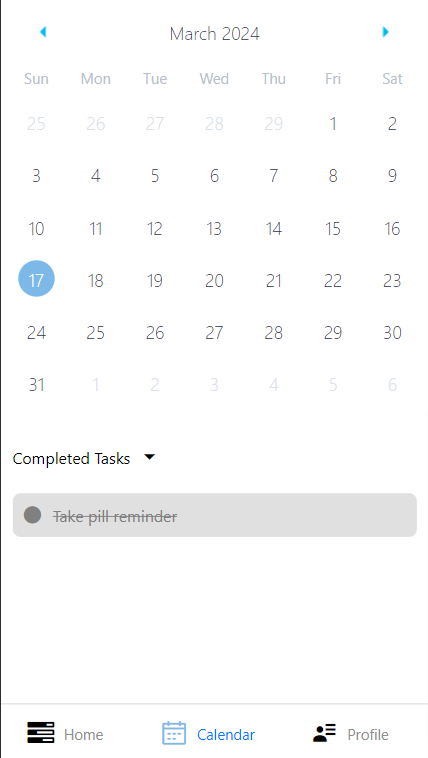 March 2024
Sun Mon Tue Wed Thu Fri Sat
25 26 27 28 29 1 2
3 4 5 6 7 8 9
10 11 12 13 14 15 16
17 18 19 20 21 22 23
24 25 26 27 28 29 30
31 1 2 3 4 5 6
Completed Tasks
Take pill reminder
Home Calendar Profile